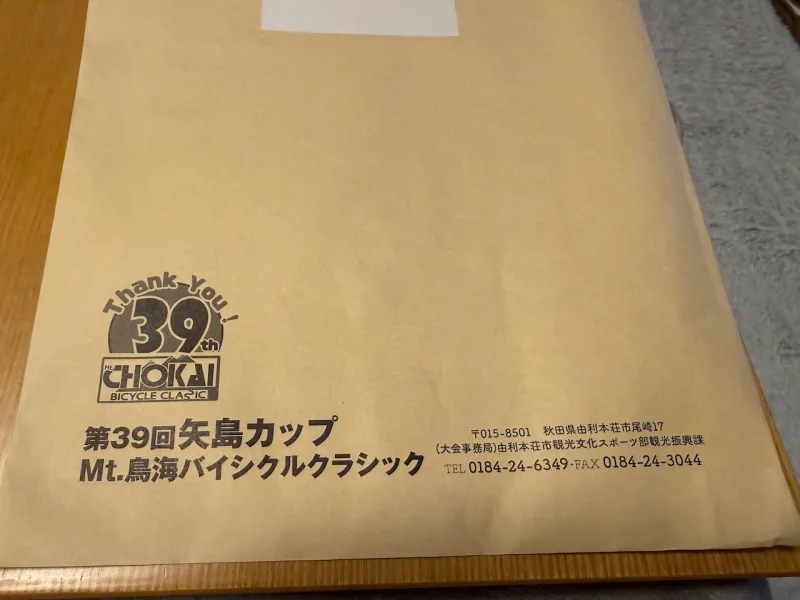 Thank You!
39th
Mt. CHOKAI
BICYCLE CLASSIC
第39回矢島カップ
Mt.鳥海バイシクルクラシック
〒015-8501 秋田県由利本荘市尾崎17
(大会事務局)由利本荘市観光文化スポーツ部観光振興課
TEL 0184-24-6349・FAX 0184-24-3044